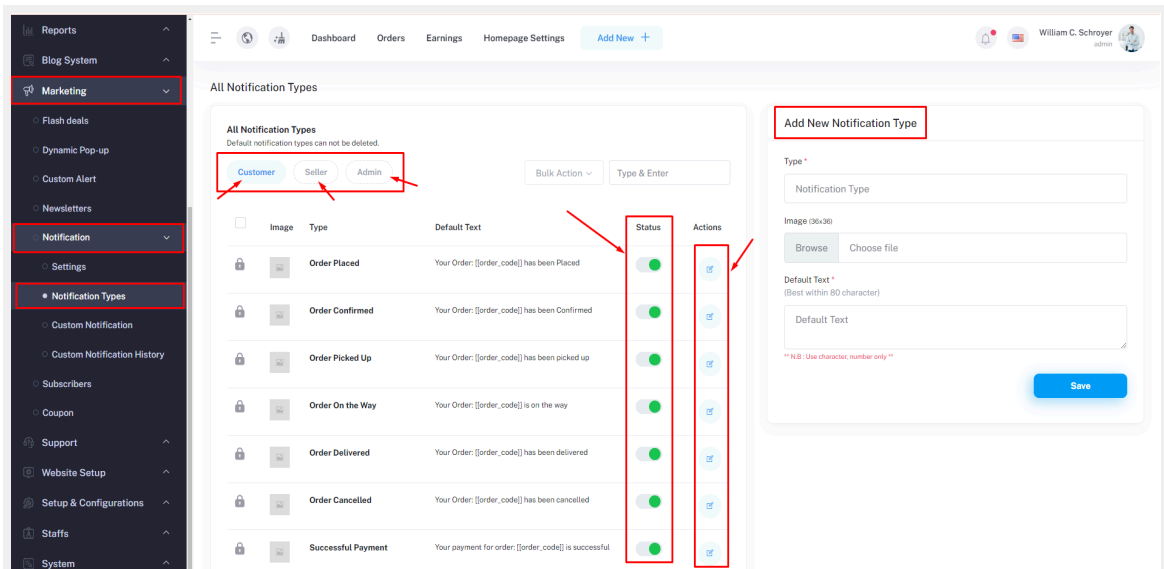 Reports
Blog System
Marketing
Flash deals
Dynamic Pop-up
Custom Alert
Newsletters
Notification
Settings
Notification Types
Custom Notification
Custom Notification History
Subscribers
Coupon
Support
Website Setup
Setup & Configurations
Staffs
System
Dashboard Orders Earnings Homepage Settings Add New +
William C. Schroyer
admin
All Notification Types
All Notification Types
Default notification types can not be deleted.
Customer Seller Admin Bulk Action Type & Enter
Image Type Default Text Status Actions
Order Placed Your Order: [[order_code]] has been Placed
Order Confirmed Your Order: [[order_code]] has been Confirmed
Order Picked Up Your Order: [[order_code]] has been picked up
Order On the Way Your Order: [[order_code]] is on the way
Order Delivered Your Order: [[order_code]] has been delivered
Order Cancelled Your Order: [[order_code]] has been cancelled
Successful Payment Your payment for order: [[order_code]] is successful
Add New Notification Type
Type *
Notification Type
Image (36x36)
Browse Choose file
Default Text *
(Best within 80 character)
Default Text
** N.B : Use character, number only **
Save